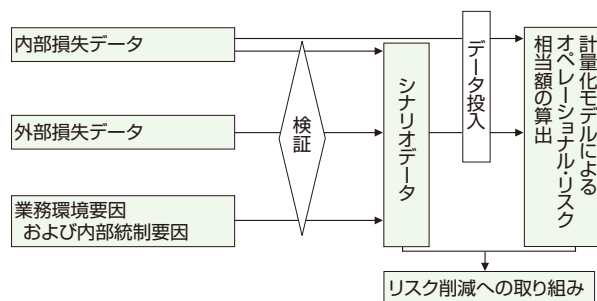 内部損失データ
外部損失データ
業務環境要因
および内部統制要因
検証
シナリオデータ
データ投入
計量化モデルによる
オペレーショナル・リスク
相当額の算出
リスク削減への取り組み